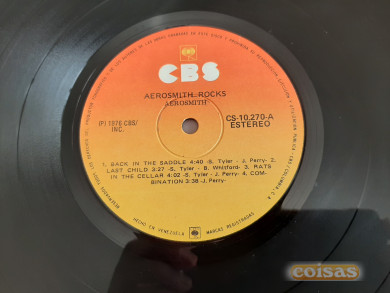 CBS
AEROSMITH ROCKS
AEROSMITH
(P) 1976 CBS/
INC.
CS-10.270-A
ESTEREO
1. BACK IN THE SADDLE 4:40 -S. Tyler - J. Perry- 2.
LAST CHILD 3:27 -S. Tyler - B. Whitford- 3. RATS
IN THE CELLAR 4:02 -S. Tyler - J. Perry- 4. COM-
BINATION 3:36 -J. Perry-
HECHO EN VENEZUELA
MARCAS REGISTRADAS
coisas